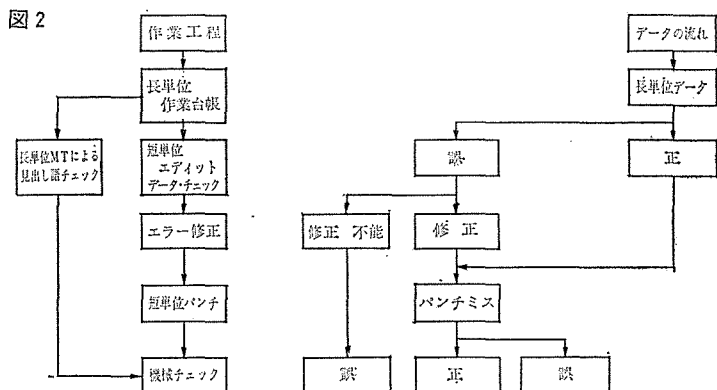 図2
作業工程
データの流れ
長単位
作業台帳
長単位データ
長単位MTによる
見出し語チェック
短単位
エディット
データ・チェック
誤
正
エラー修正
修正 不能
修正
短単位パンチ
パンチミス
機械チェック
誤
正
誤